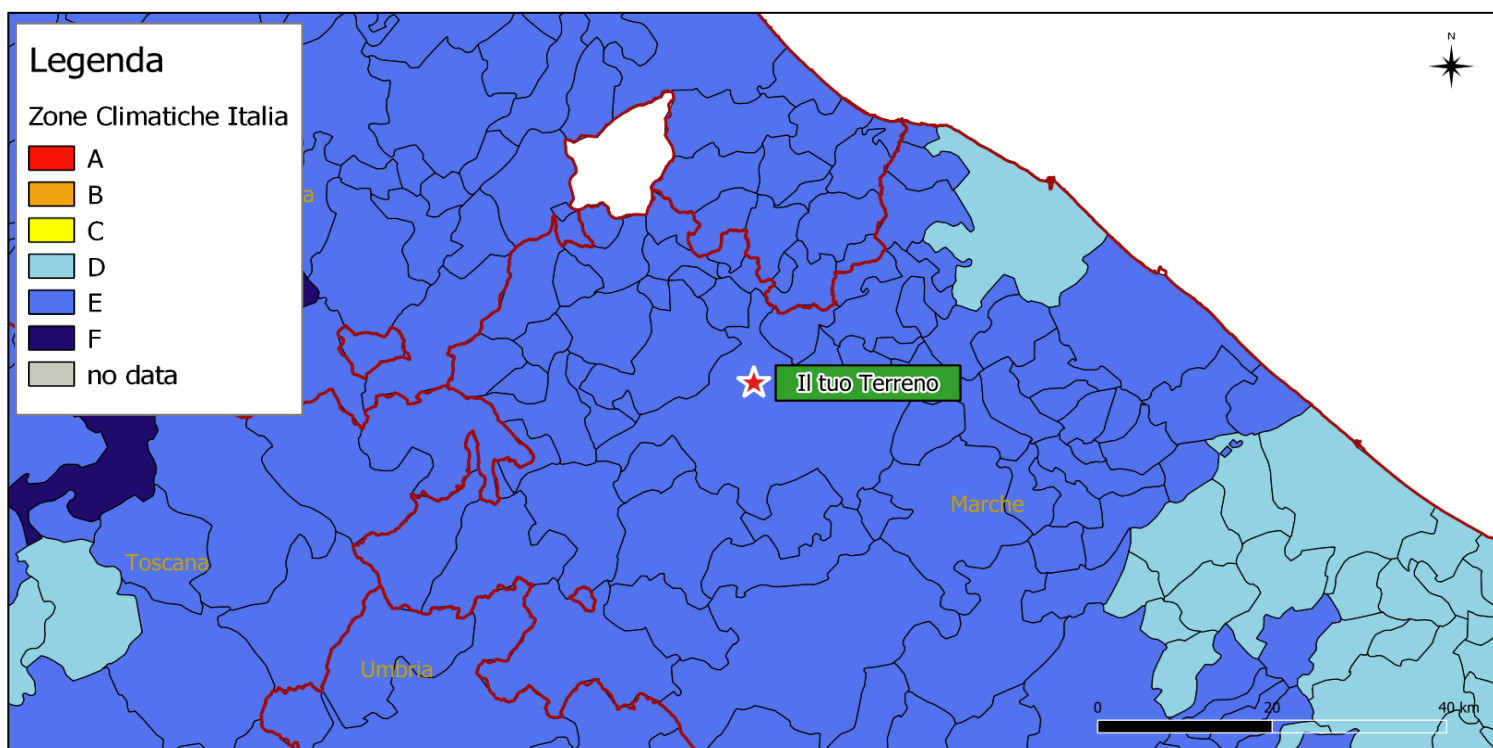 Legenda
Zone Climatiche Italia
A
B
C
D
E
F
no data
N
a
Il tuo Terreno
Marche
Toscana
Umbria
0
20
40 km